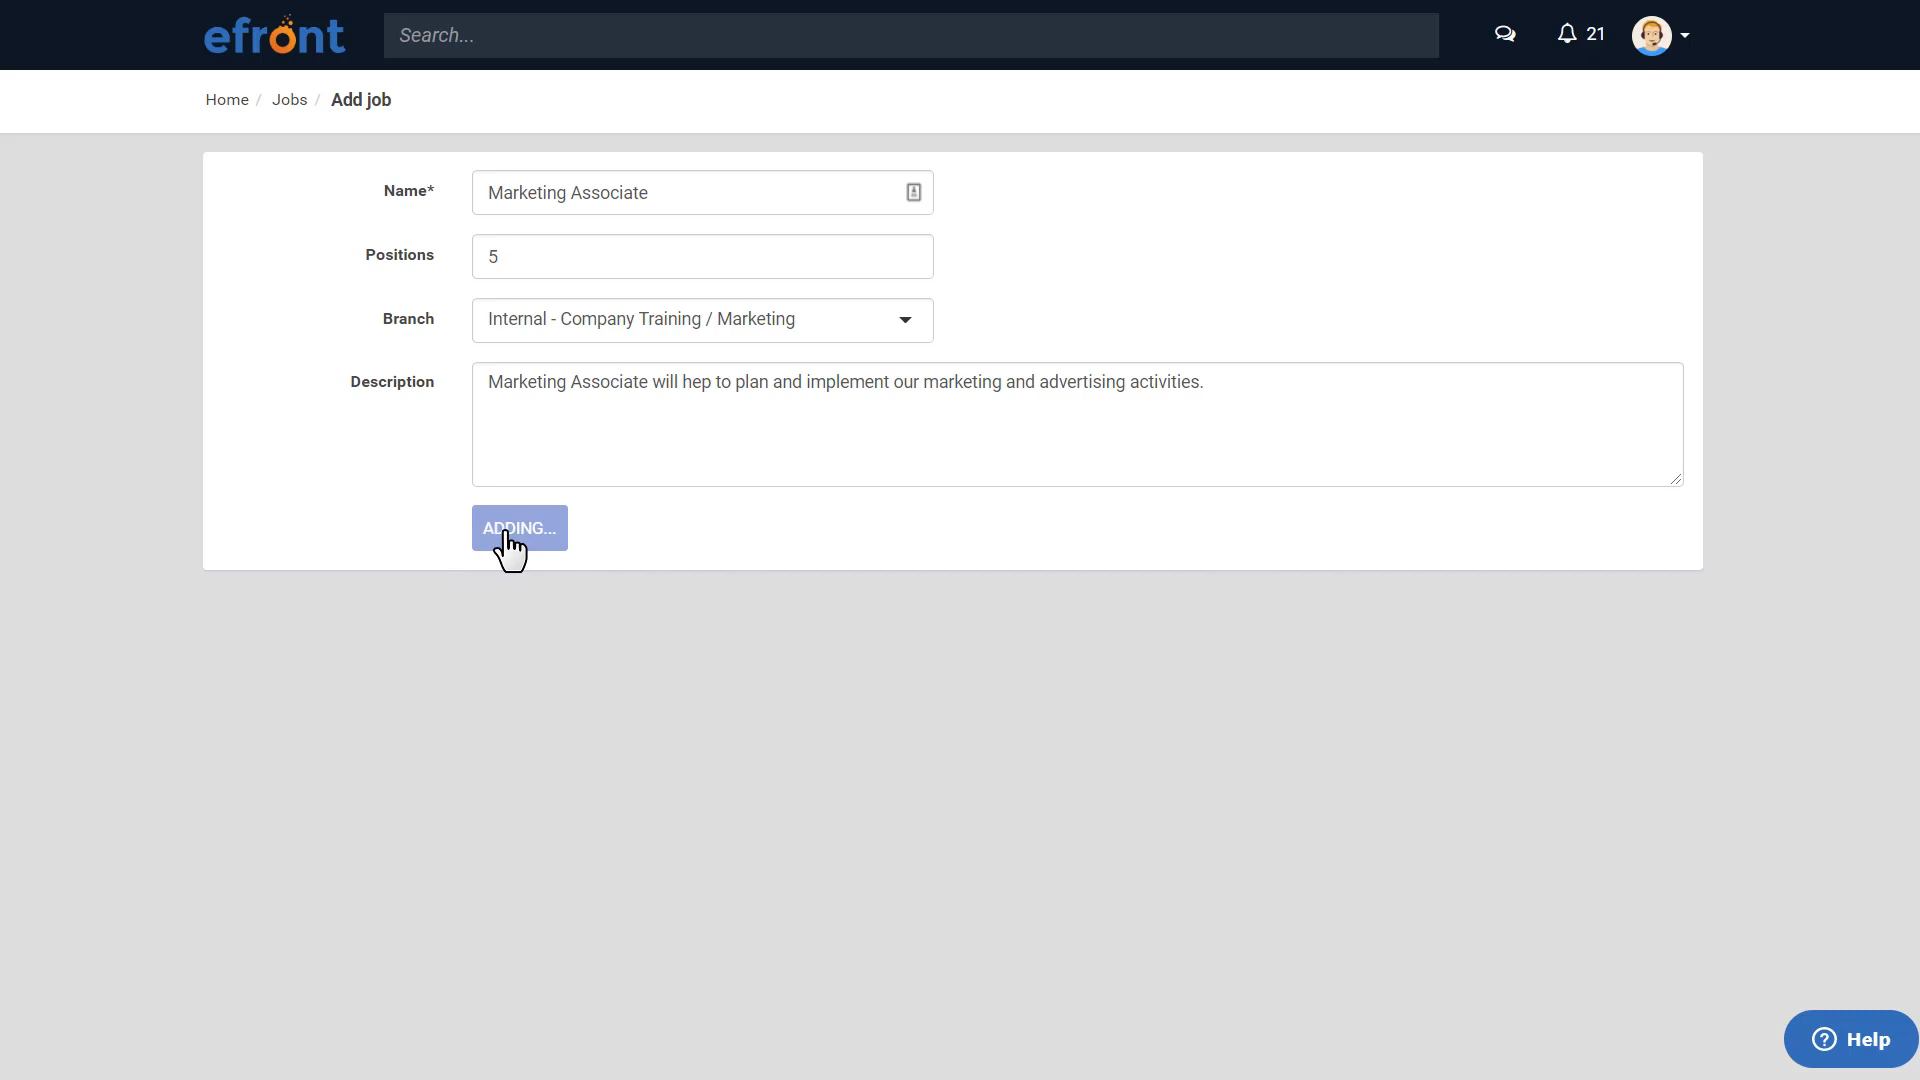 efront
Search...
21
Home / Jobs / Add job
Name*
Marketing Associate
Positions
5
Branch
Internal - Company Training / Marketing
Description
Marketing Associate will hep to plan and implement our marketing and advertising activities.
ADDING...
? Help